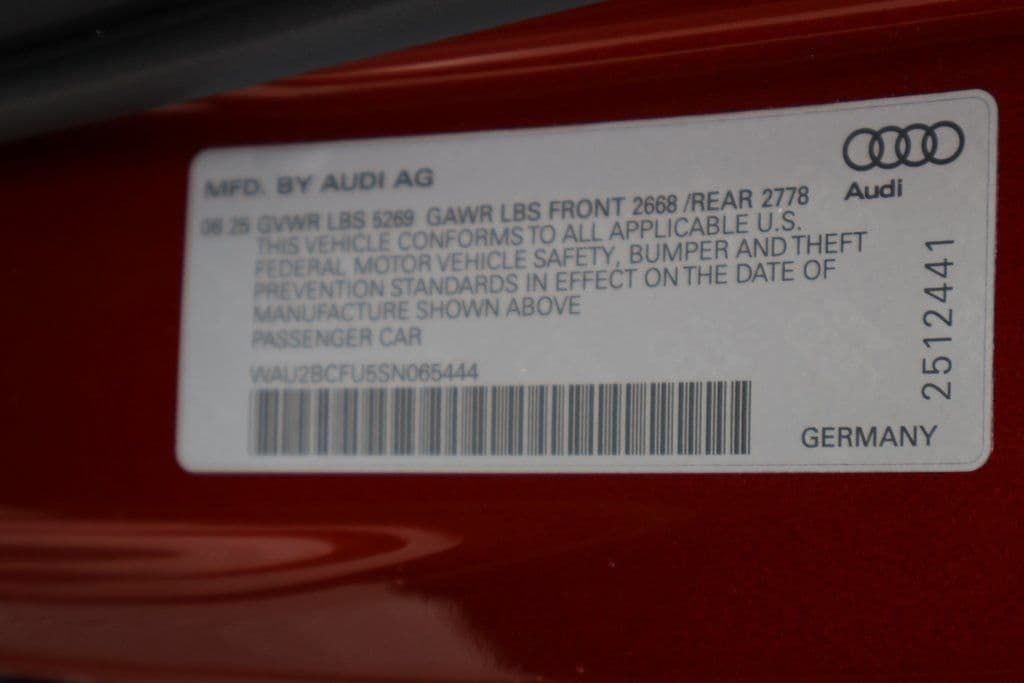 MFD. BY AUDI AG
Audi
06 25 GVWR LBS 5269 GAWR LBS FRONT 2668 /REAR 2778
THIS VEHICLE CONFORMS TO ALL APPLICABLE U.S.
FEDERAL MOTOR VEHICLE SAFETY, BUMPER AND THEFT
PREVENTION STANDARDS IN EFFECT ON THE DATE OF
MANUFACTURE SHOWN ABOVE
PASSENGER CAR
WAU2BCFU5SN065444
GERMANY
2512441